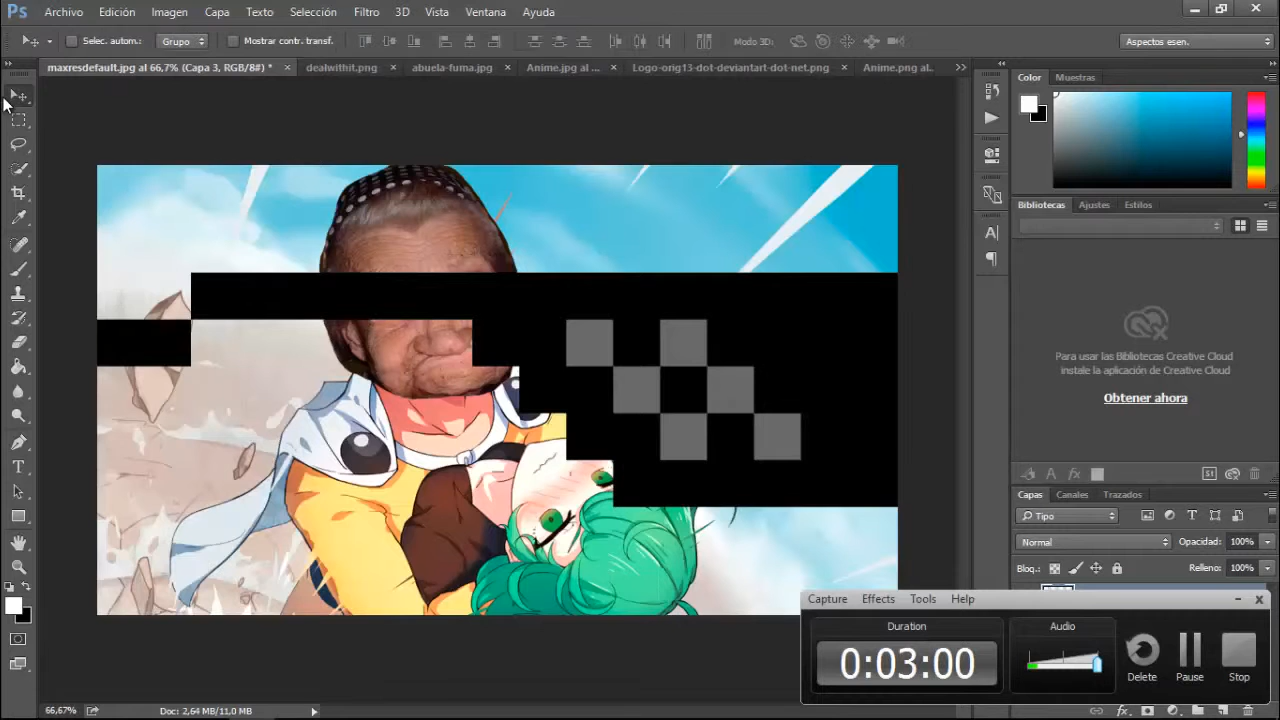 Ps Archivo Edición Imagen Capa Texto Selección Filtro 3D Vista Ventana Ayuda
Selec. autom.: Grupo Mostrar contr. transf. Modo 3D: Aspectos esen.
maxresdefault.jpg al 66,7% (Capa 3, RGB/8#) * dealwithit.png abuela-fuma.jpg Anime.jpg al ... Logo-orig13-dot-deviantart-dot-net.png Anime.png al..
Color Muestras
Bibliotecas Ajustes Estilos
Para usar las Bibliotecas Creative Cloud
instale la aplicación de Creative Cloud
Obtener ahora
Capas Canales Trazados
Tipo
Normal Opacidad: 100%
Bloq.: Relleno: 100%
Capture Effects Tools Help
Duration Audio
0:03:00
Delete Pause Stop
66,67% Doc: 2,64 MB/11,0 MB